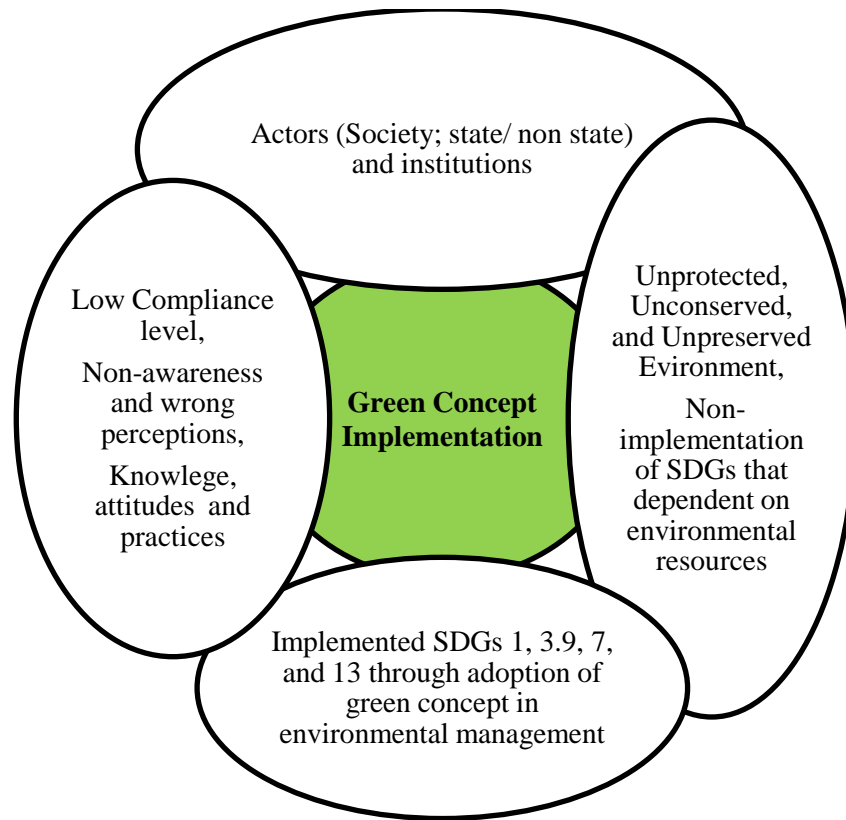 Actors (Society; state/ non state)
and institutions
Low Compliance
level,
Non-awareness
and wrong
perceptions,
Knowlege,
attitudes and
practices
Green Concept
Implementation
Unprotected,
Unconserved,
and Unpreserved
Evironment,
Non-
implementation
of SDGs that
dependent on
environmental
resources
Implemented SDGs 1, 3.9, 7,
and 13 through adoption of
green concept in
environmental management